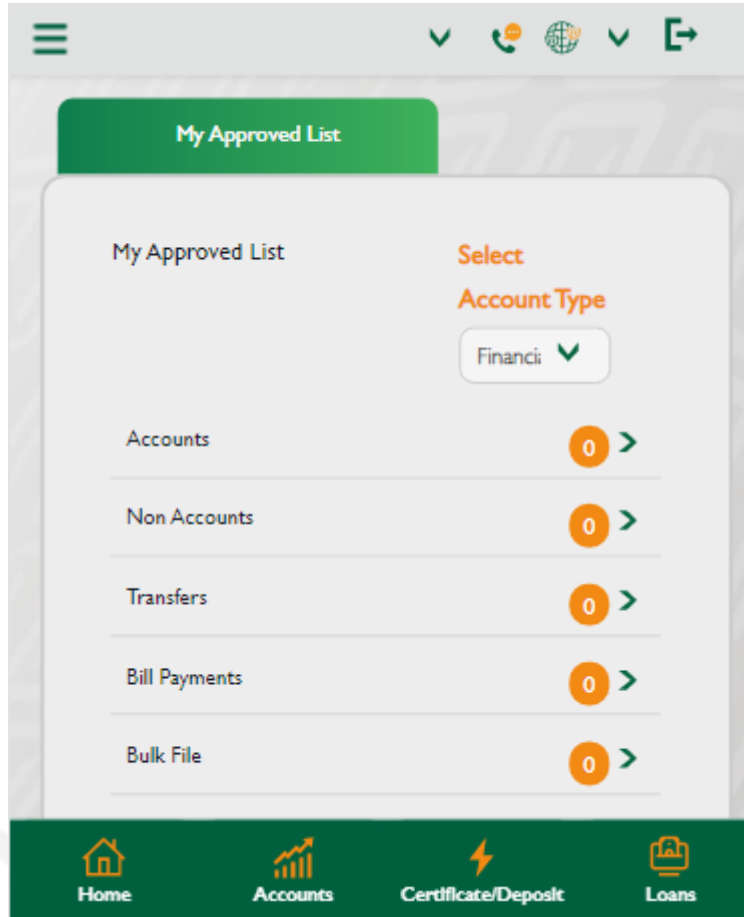 My Approved List
My Approved List
Select
Account Type
Financi
Accounts
0
Non Accounts
0
Transfers
0
Bill Payments
0
Bulk File
0
Home
Accounts
Certificate/Deposit
Loans